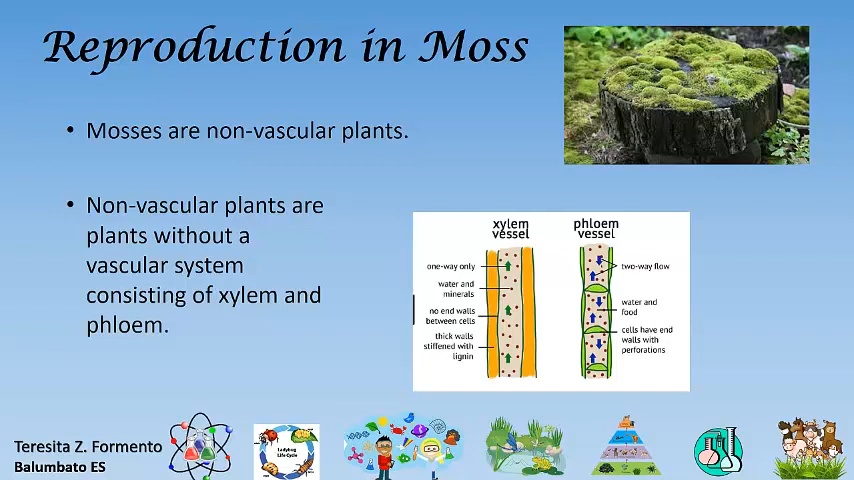 Reproduction in Moss
• Mosses are non-vascular plants.
• Non-vascular plants are
plants without a
vascular system
consisting of xylem and
phloem.
xylem
vessel
one-way only
water and
minerals
no end walls
between cells
thick walls
stiffened with
lignin
phloem
vessel
two-way flow
water and
food
cells have end
walls with
perforations
Teresita Z. Formento
Balumbato ES
Ladybug
Life Cycle